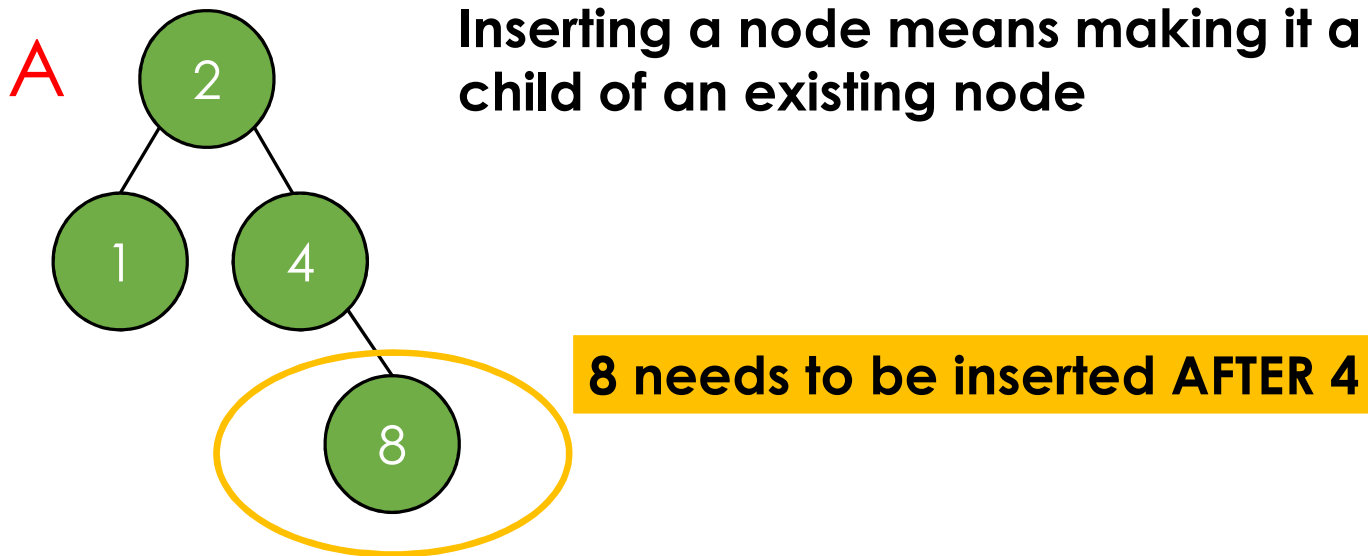 A
Inserting a node means making it a
child of an existing node
2
1
4
8 needs to be inserted AFTER 4
8